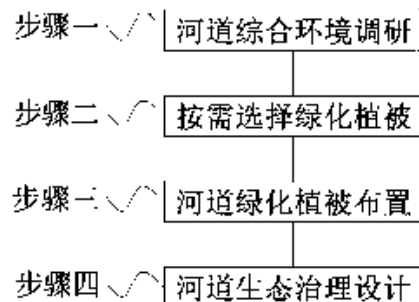 步骤一 河道综合环境调研
步骤二 按需选择绿化植被
步骤三 河道绿化植被布置
步骤四 河道生态治理设计